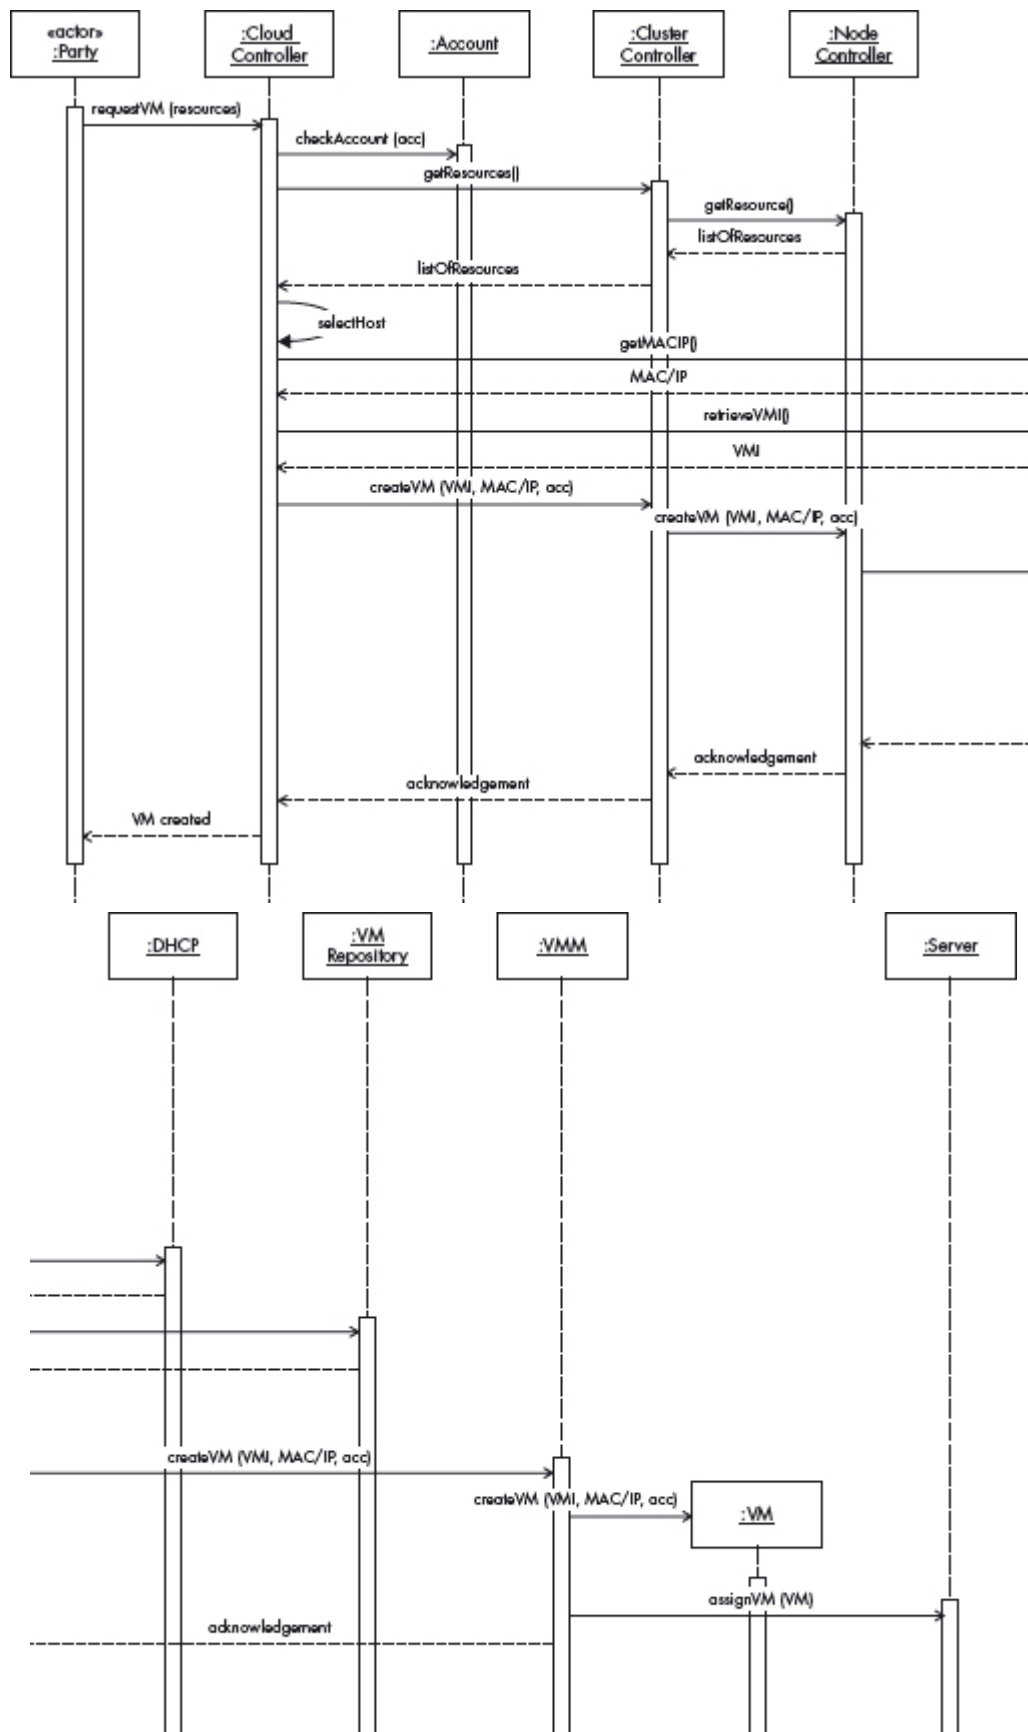 «actor»
:Party
:Cloud
Controller
:Account
:Cluster
Controller
:Node
Controller
requestVM (resources)
checkAccount (acc)
getResources()
getResource()
listOfResources
listOfResources
selectHost
getMACIP()
MAC/IP
retrieveVMI()
VMI
createVM (VMI, MAC/IP, acc)
createVM (VMI, MAC/IP, acc)
acknowledgement
acknowledgement
VM created
:DHCP
:VM
Repository
:VMM
:Server
createVM (VMI, MAC/IP, acc)
createVM (VMI, MAC/IP, acc)
:VM
assignVM (VM)
acknowledgement